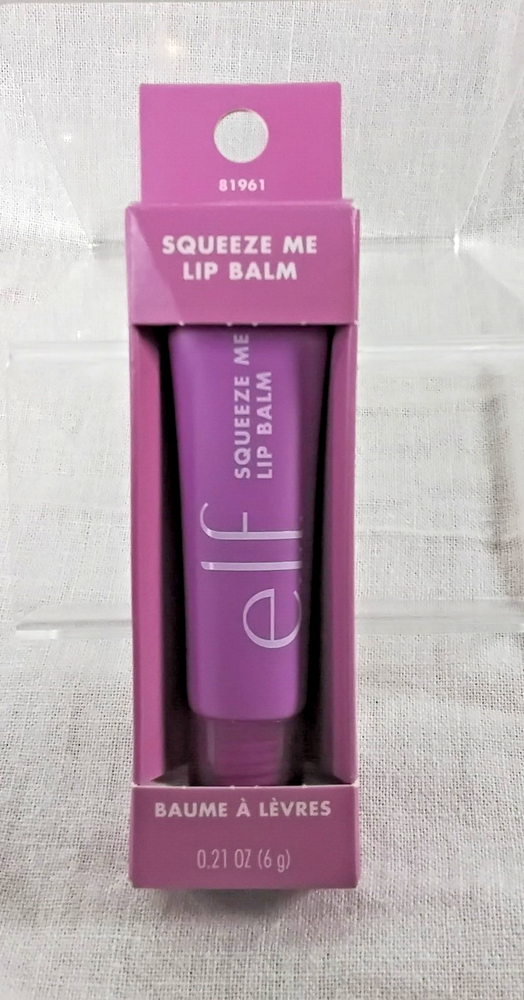 81961
SQUEEZE ME
LIP BALM
SQUEEZE ME
LIP BALM
elf
BAUME À LÈVRES
0.21 OZ (6 g)